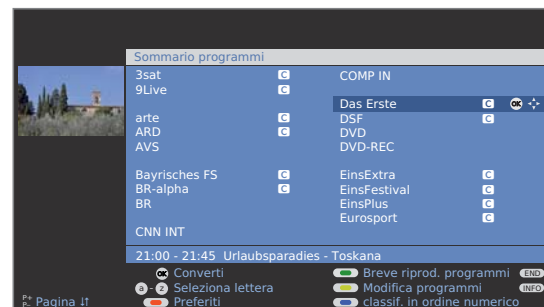 Sommario programmi
3sat C
9Live C
arte C
ARD C
AVS
Bayrisches FS C
BR-alpha C
BR
CNN INT
COMP IN
Das Erste C OK
DSF C
DVD
DVD-REC
EinsExtra C
EinsFestival C
EinsPlus C
Eurosport C
21:00 - 21:45 Urlaubsparadies - Toskana
OK Converti
a - z Seleziona lettera
P+ P- Pagina
Preferiti
Breve riprod. programmi END
Modifica programmi INFO
classif. in ordine numerico